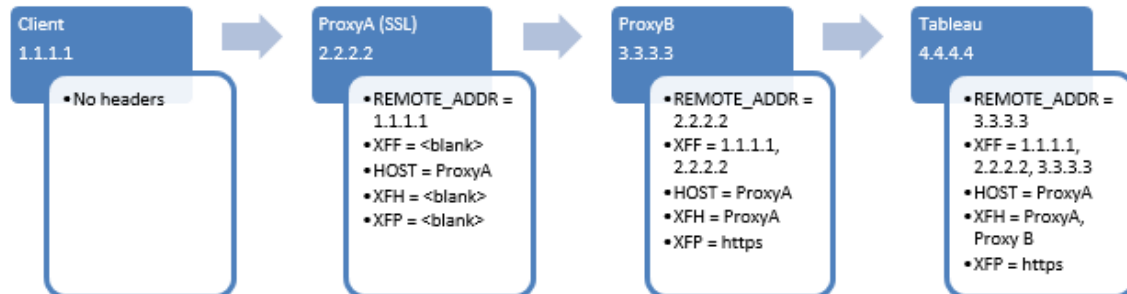 Client
1.1.1.1
•No headers
ProxyA (SSL)
2.2.2.2
•REMOTE_ADDR =
1.1.1.1
•XFF = <blank>
•HOST = ProxyA
•XFH = <blank>
•XFP = <blank>
ProxyB
3.3.3.3
•REMOTE_ADDR =
2.2.2.2
•XFF = 1.1.1.1,
2.2.2.2
•HOST = ProxyA
•XFH = ProxyA
•XFP = https
Tableau
4.4.4.4
•REMOTE_ADDR =
3.3.3.3
•XFF = 1.1.1.1,
2.2.2.2, 3.3.3.3
•HOST = ProxyA
•XFH = ProxyA,
Proxy B
•XFP = https